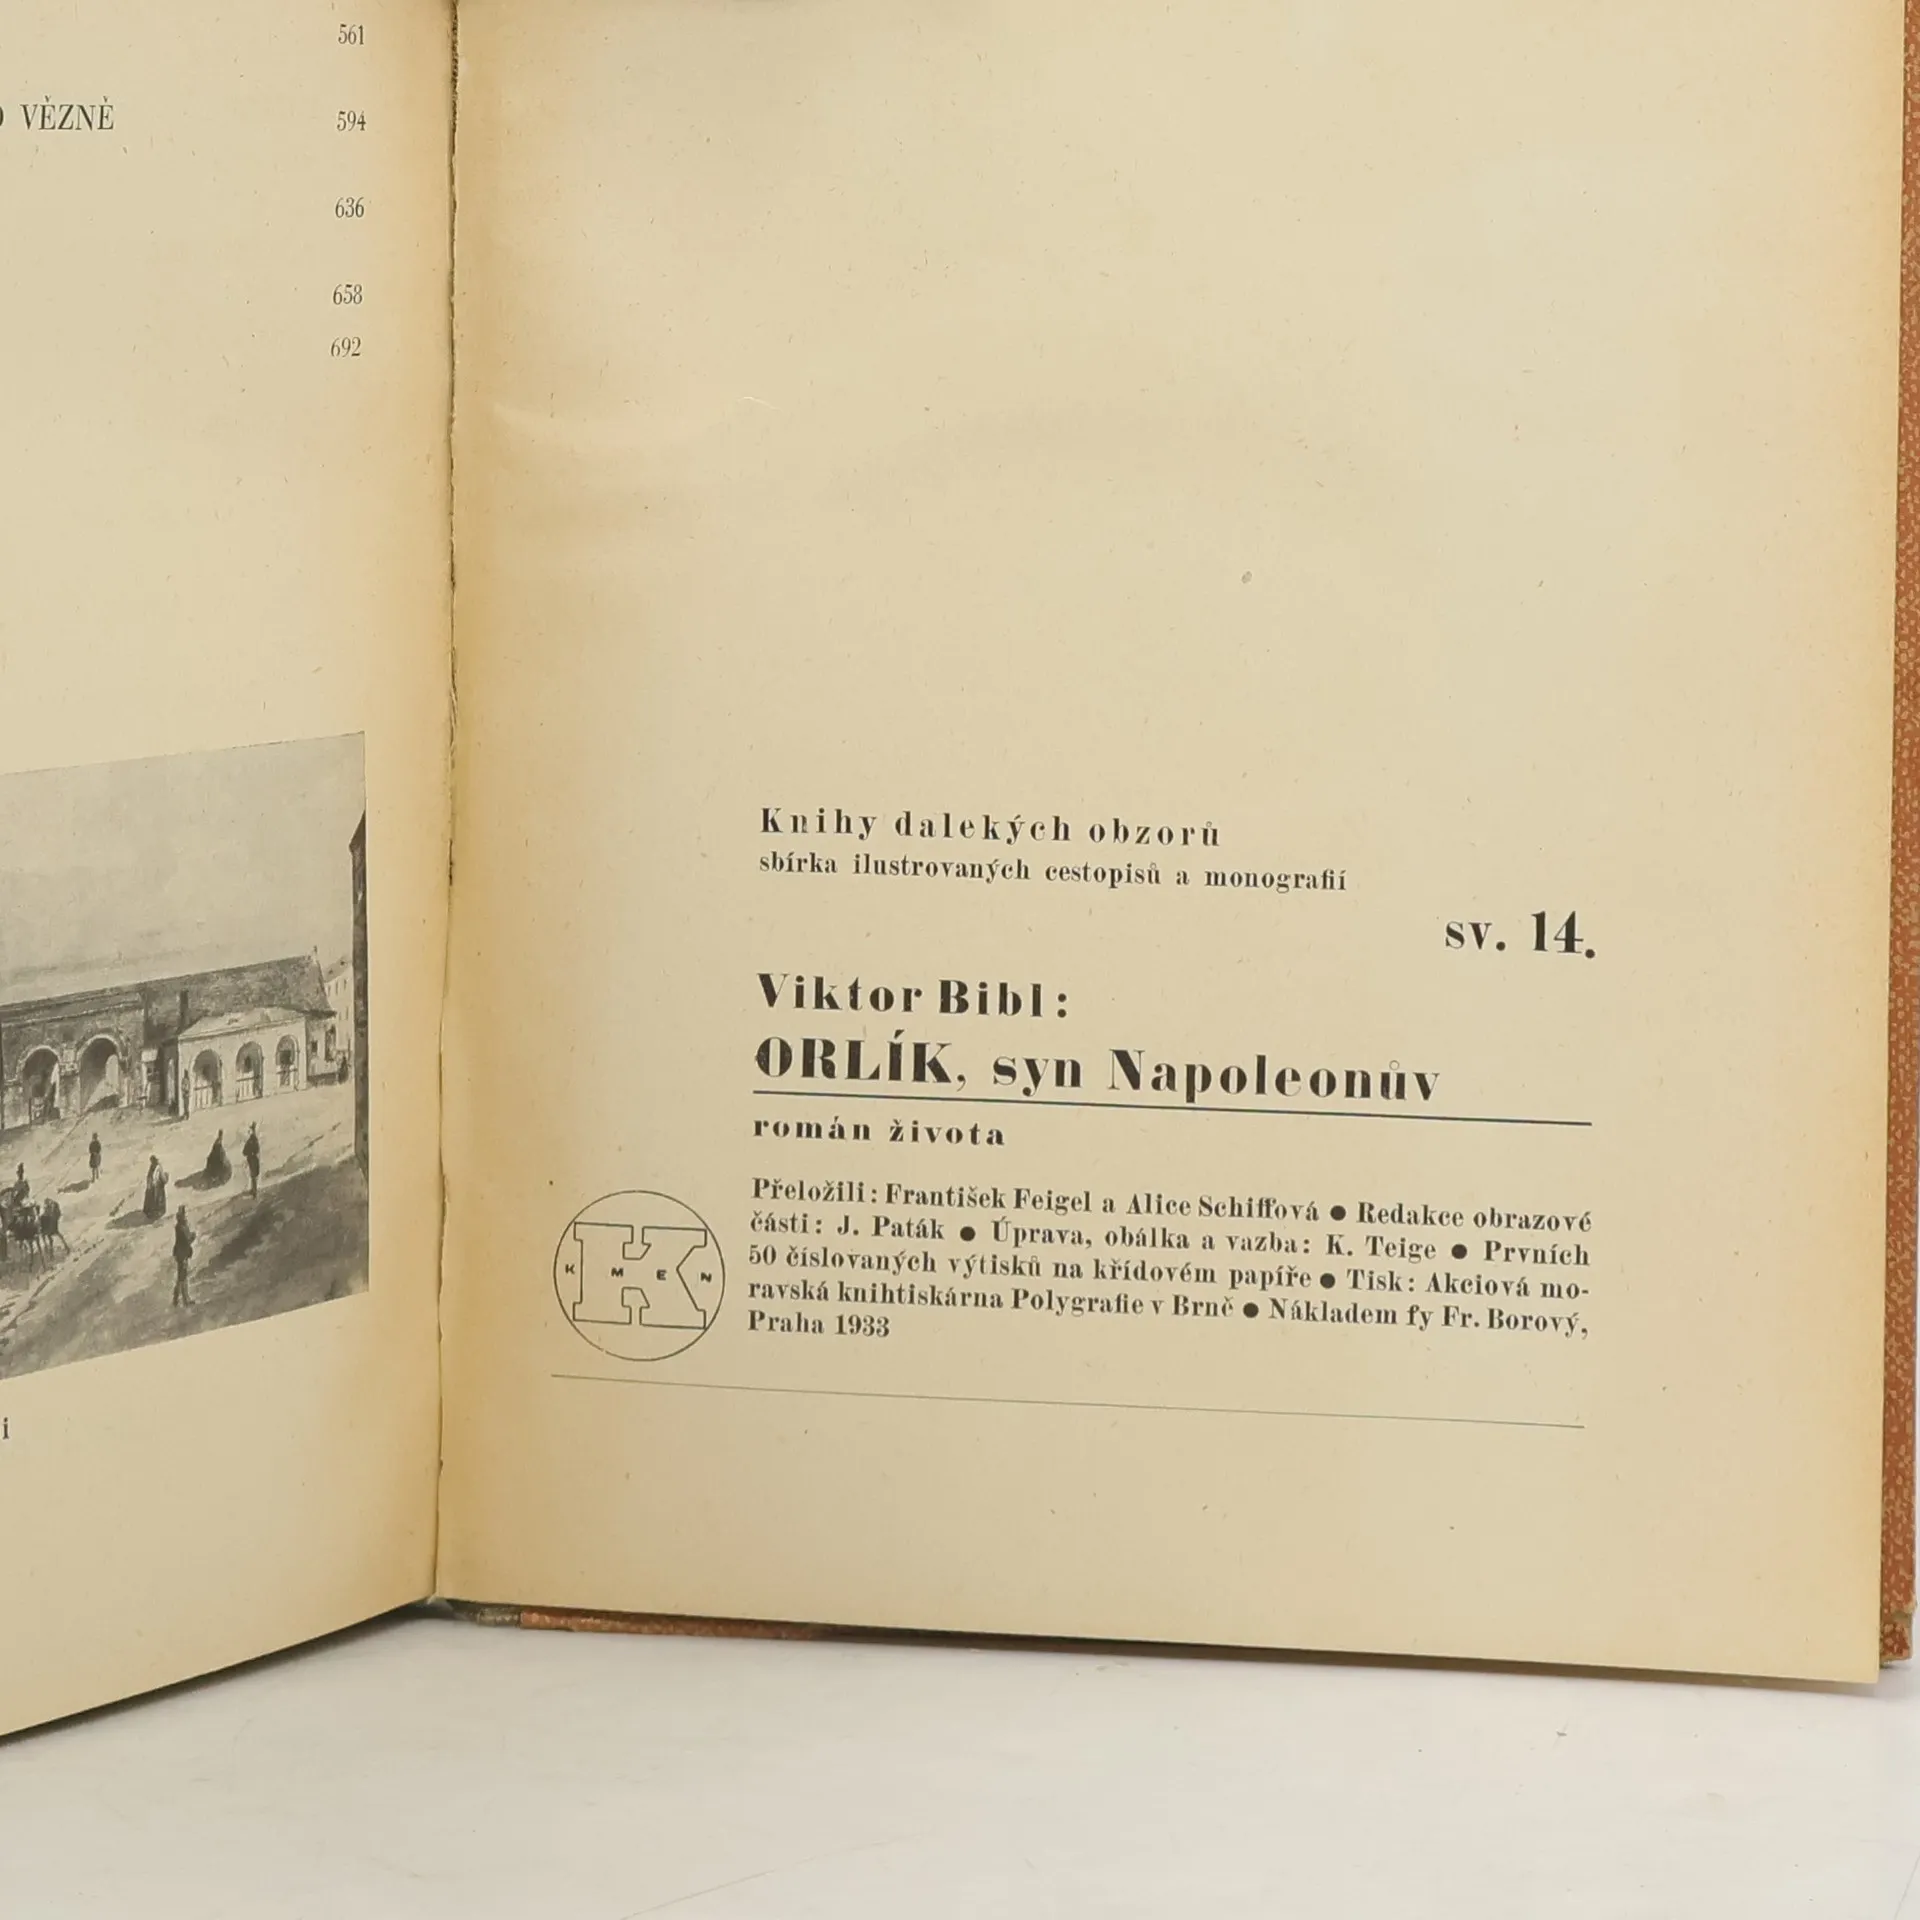 561
VĚZNĚ 594
636
658
692
i
Knihy dalekých obzorů
sbírka ilustrovaných cestopisů a monografií
sv. 14.
Viktor Bibl:
ORLÍK, syn Napoleonův
román života
Přeložili: František Feigel a Alice Schiffová ● Redakce obrazové
části: J. Paták ● Úprava, obálka a vazba: K. Teige ● Prvních
50 číslovaných výtisků na křídovém papíře ● Tisk: Akciová mo-
ravská knihtiskárna Polygrafie v Brně ● Nákladem fy Fr. Borový,
Praha 1933
K M E N